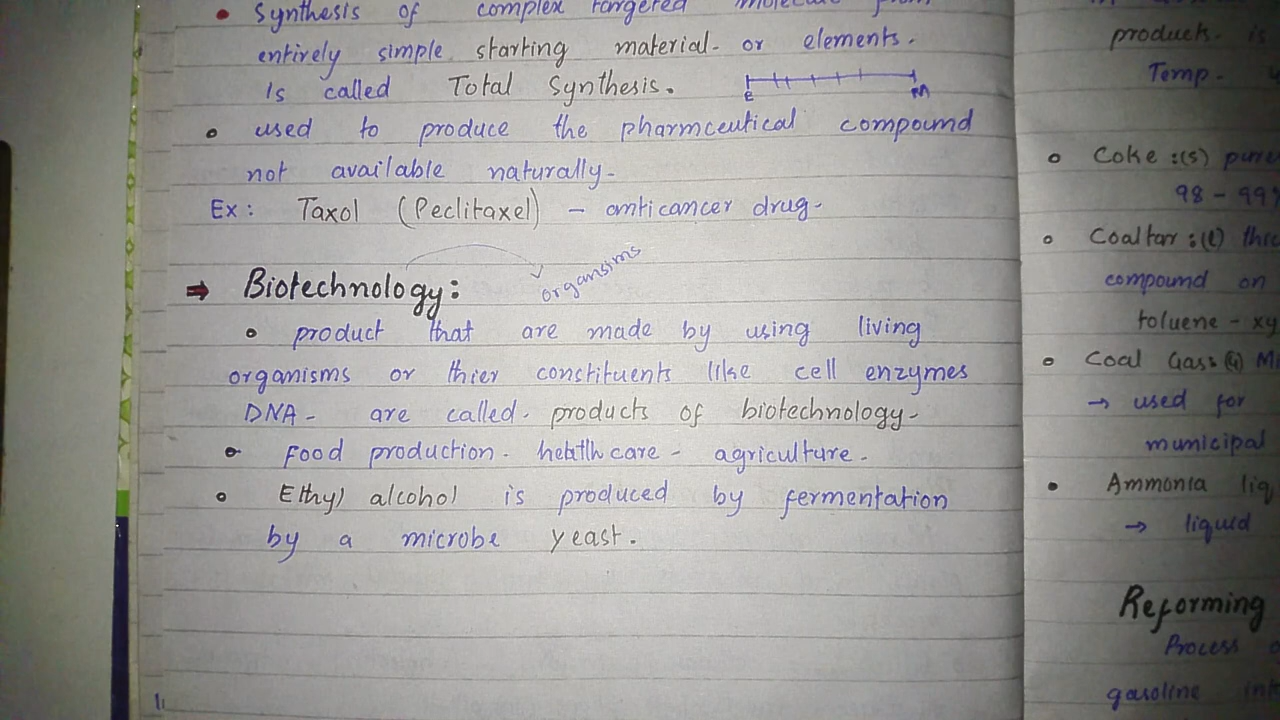 • Synthesis of complex targeted molecule from
entirely simple starting material. or elements.
Is called Total Synthesis.
e m
• used to produce the pharmceutical compound
not available naturally.
Ex: Taxol (Peclitaxel) - anticancer drug.
⇒ Biotechnology: organsims
• product that are made by using living
organisms or thier constituents like cell enzymes
DNA - are called. products of biotechnology.
• Food production - health care - agriculture.
• Ethyl alcohol is produced by fermentation
by a microbe yeast.
products. is
Temp.
• Coke :(s)
98 - 99%
• Coaltar :(l)
compound on
toluene - xy
• Coal Gas:(g)
→ used for
municipal
• Ammonia liq
→ liquid
Reforming
Process
gasoline